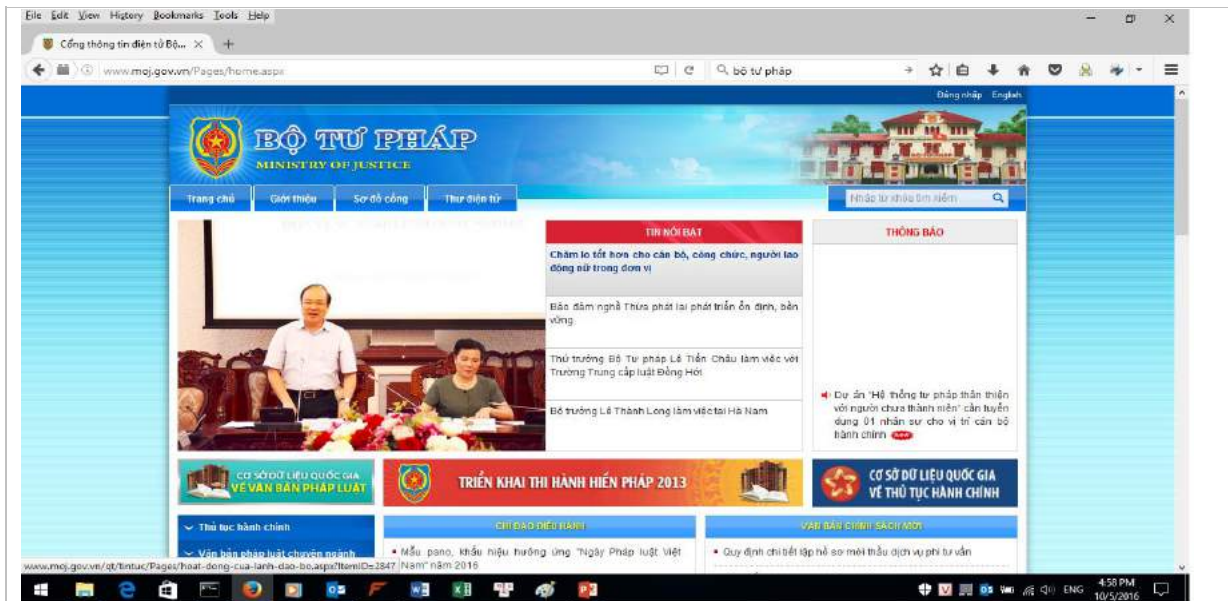 File Edit View History Bookmarks Tools Help
Cổng thông tin điện tử Bộ...
www.moj.gov.vn/Pages/home.aspx
bộ tư pháp
Đăng nhập English
BỘ TƯ PHÁP
MINISTRY OF JUSTICE
Trang chủ Giới thiệu Sơ đồ cổng Thư điện tử
Nhập từ khóa tìm kiếm
TIN NỔI BẬT
Chăm lo tốt hơn cho cán bộ, công chức, người lao
động nữ trong đơn vị
Bảo đảm nghề Thừa phát lại phát triển ổn định, bền
vững
Thứ trưởng Bộ Tư pháp Lê Tiến Châu làm việc với
Trường Trung cấp luật Đồng Hới
Bộ trưởng Lê Thành Long làm việc tại Hà Nam
THÔNG BÁO
Dự án "Hệ thống tư pháp thân thiện
với người chưa thành niên" cần tuyển
dụng 01 nhân sự cho vị trí cán bộ
hành chính
CƠ SỞ DỮ LIỆU QUỐC GIA
VỀ VĂN BẢN PHÁP LUẬT
TRIỂN KHAI THI HÀNH HIẾN PHÁP 2013
CƠ SỞ DỮ LIỆU QUỐC GIA
VỀ THỦ TỤC HÀNH CHÍNH
Thủ tục hành chính
Văn bản pháp luật chuyên ngành
CHỈ ĐẠO ĐIỀU HÀNH
Mẫu pano, khẩu hiệu hưởng ứng "Ngày Pháp luật Việt
Nam" năm 2016
VĂN BẢN CHÍNH SÁCH MỚI
Quy định chi tiết lập hồ sơ mời thầu dịch vụ phi tư vấn
www.moj.gov.vn/qt/tintuc/Pages/hoat-dong-cua-lanh-dao-bo.aspx?ItemID=2847
ENG
4:58 PM
10/5/2016